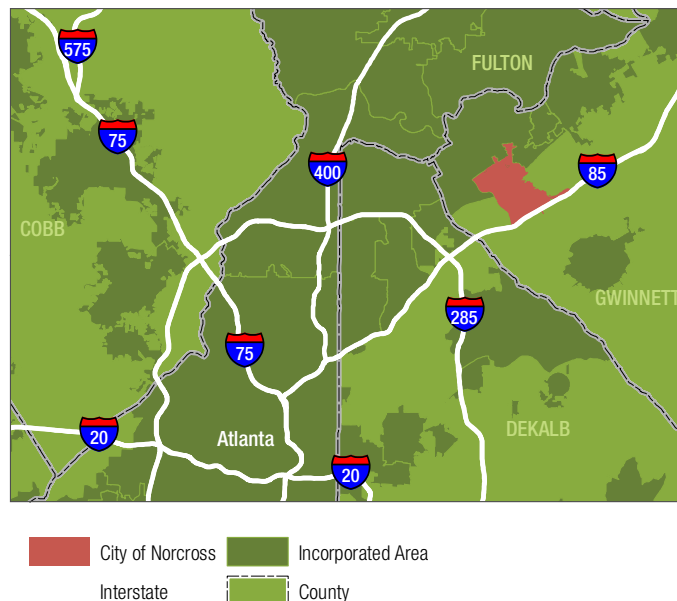 575
FULTON
75
400
85
COBB
GWINNETT
285
75
DEKALB
20
Atlanta
20
City of Norcross
Incorporated Area
Interstate
County